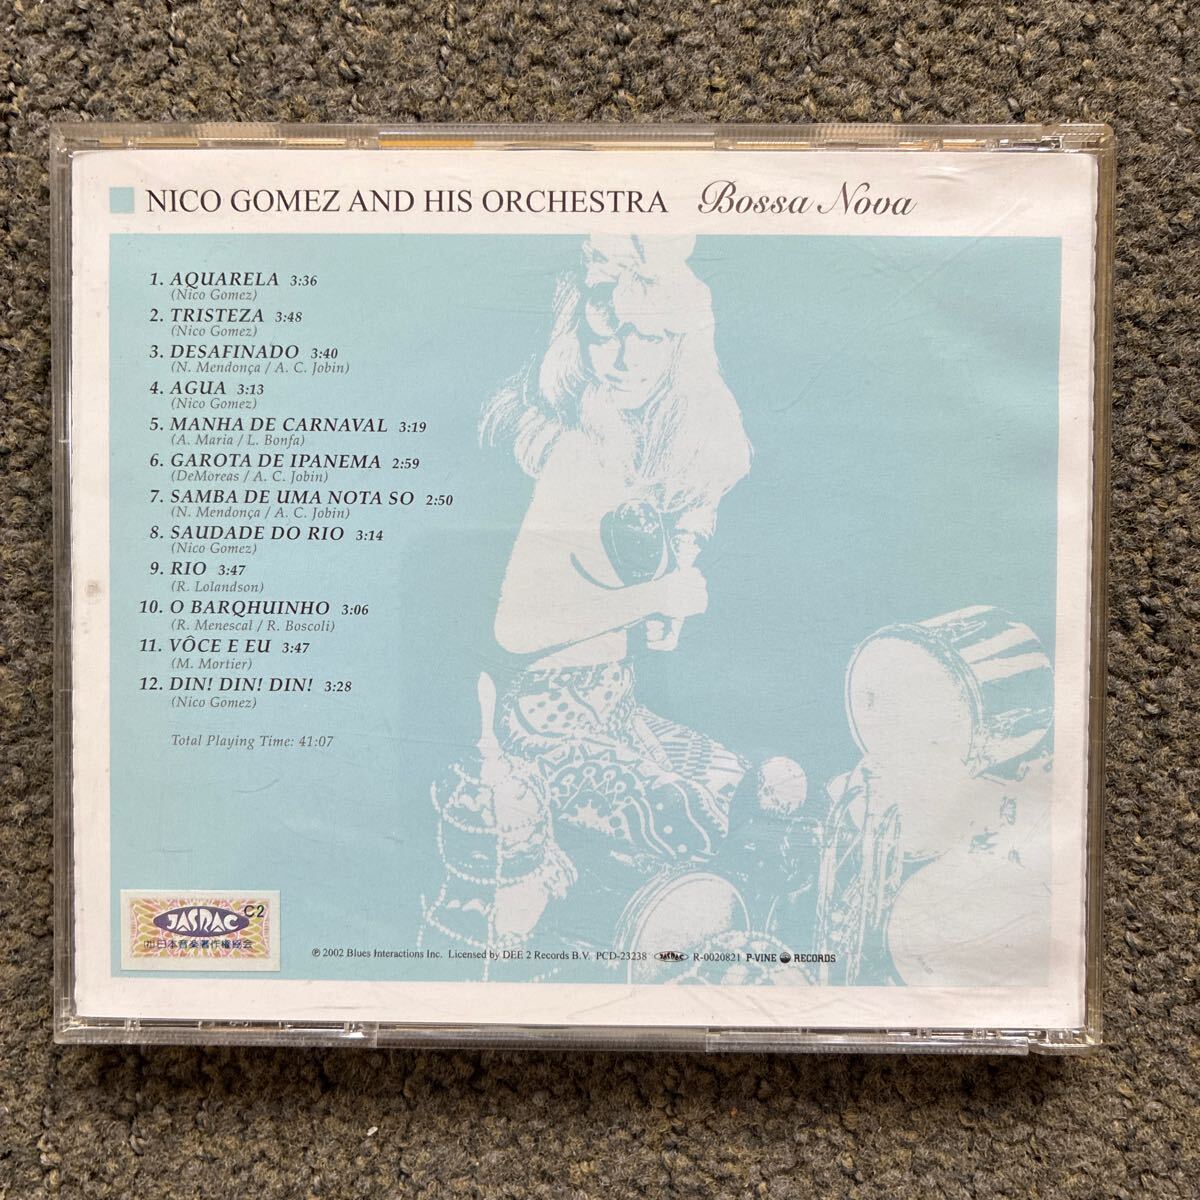 NICO GOMEZ AND HIS ORCHESTRA Bossa Nova
1. AQUARELA 3:36
(Nico Gomez)
2. TRISTEZA 3:48
(Nico Gomez)
3. DESAFINADO 3:40
(N. Mendonça / A. C. Jobin)
4. AGUA 3:13
(Nico Gomez)
5. MANHA DE CARNAVAL 3:19
(A. Maria / L. Bonfa)
6. GAROTA DE IPANEMA 2:59
(DeMoreas / A. C. Jobin)
7. SAMBA DE UMA NOTA SO 2:50
(N. Mendonça / A. C. Jobin)
8. SAUDADE DO RIO 3:14
(Nico Gomez)
9. RIO 3:47
(R. Lolandson)
10. O BARQHUINHO 3:06
(R. Menescal / R. Boscoli)
11. VÔCE E EU 3:47
(M. Mortier)
12. DIN! DIN! DIN! 3:28
(Nico Gomez)
Total Playing Time: 41:07
JASRAC C2
(社)日本音楽著作権協会
℗ 2002 Blues Interactions Inc. Licensed by DEE 2 Records B.V. PCD-23238 JASRAC R-0020821 P-VINE RECORDS